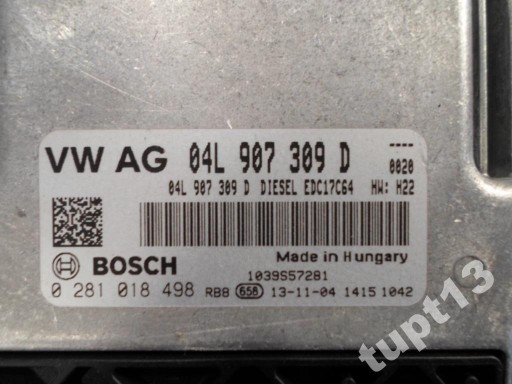 VW AG 04L 907 309 D ----
0020
04L 907 309 D DIESEL EDC17C64 HW: H22
Made in Hungary
BOSCH 1039S57281
0 281 018 498 RBB 658 13-11-04 1415 1042
tupt13